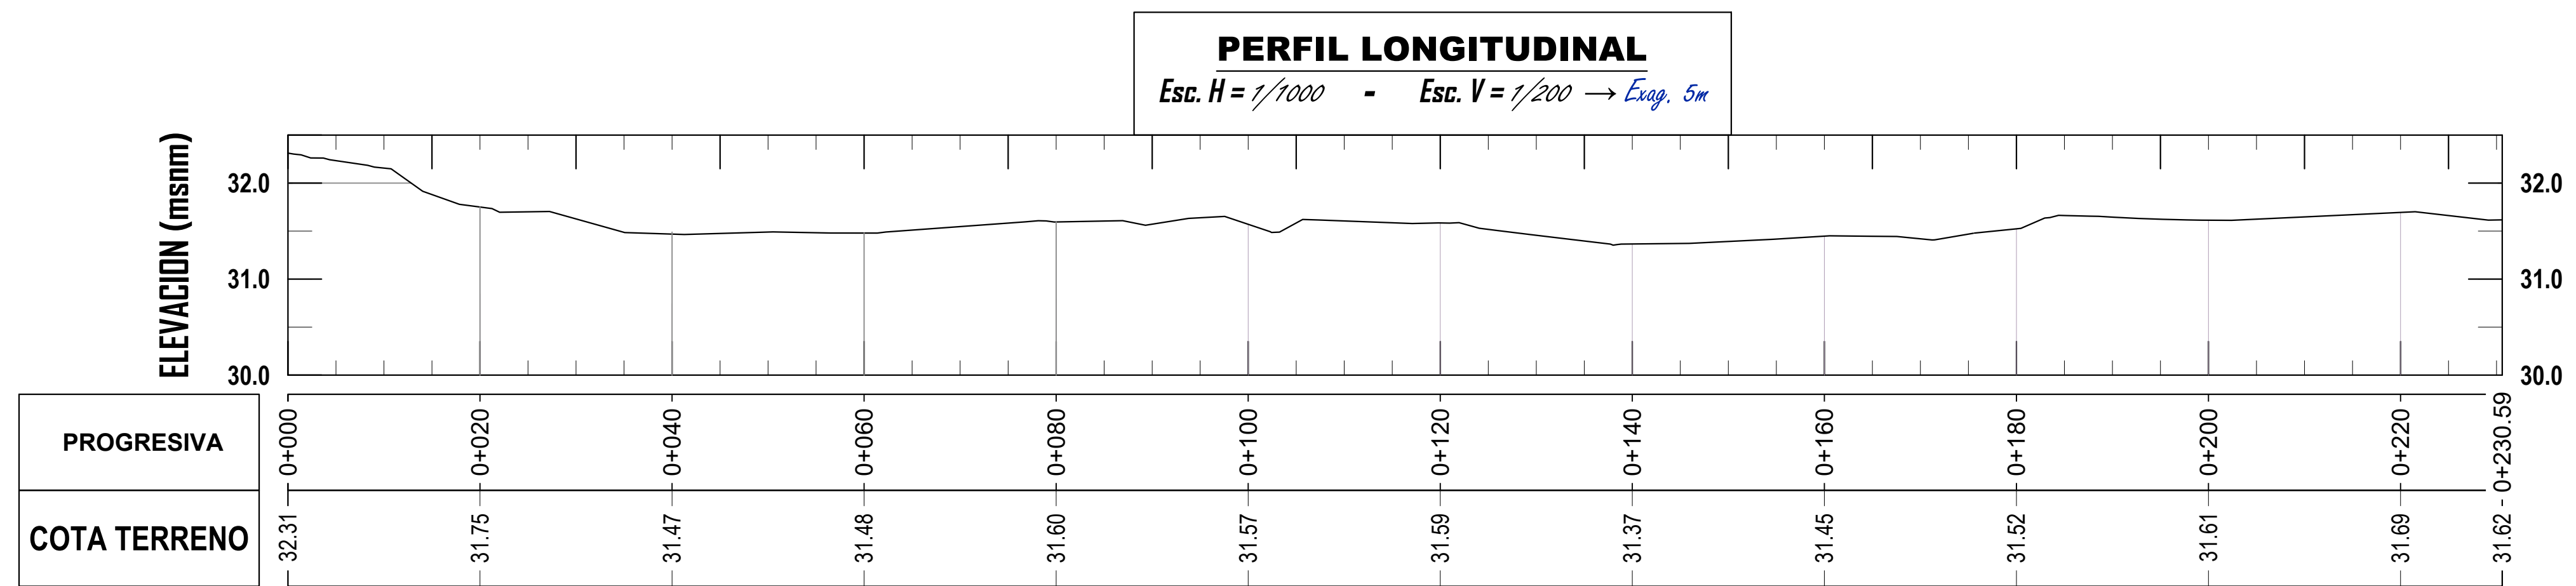 PERFIL LONGITUDINAL
Esc. H = 1/1000 - Esc. V = 1/200 → Exag. 5m
ELEVACION (msnm)
32.0 32.0
31.0 31.0
30.0 30.0
PROGRESIVA 0+000 0+020 0+040 0+060 0+080 0+100 0+120 0+140 0+160 0+180 0+200 0+220 0+230.59
COTA TERRENO 32.31 31.75 31.47 31.48 31.60 31.57 31.59 31.37 31.45 31.52 31.61 31.69 31.62